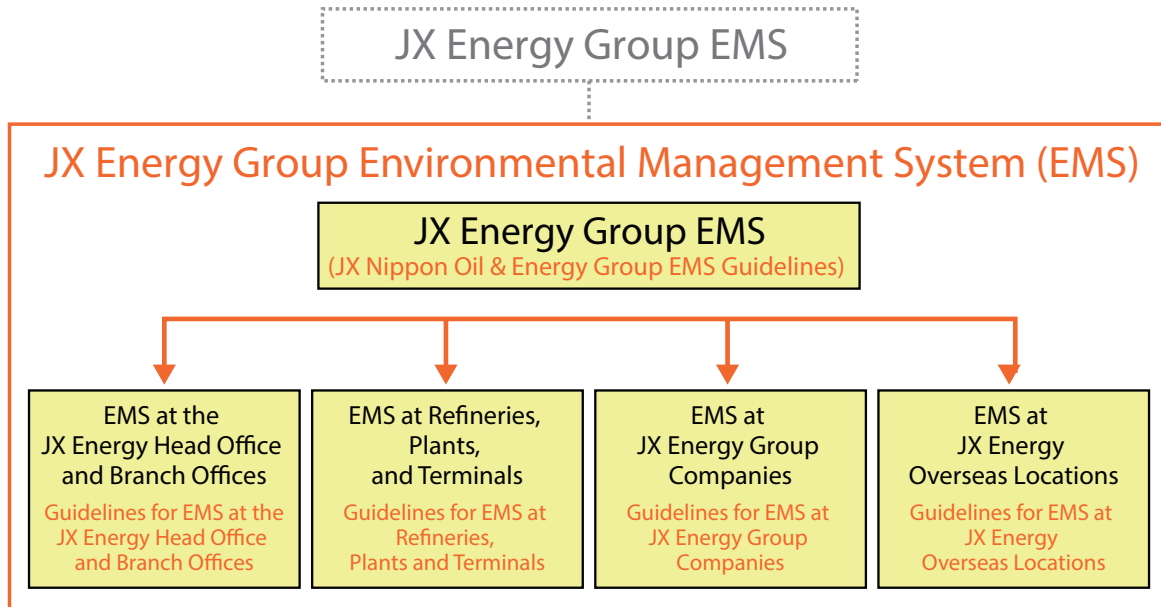 JX Energy Group EMS
JX Energy Group Environmental Management System (EMS)
JX Energy Group EMS
(JX Nippon Oil & Energy Group EMS Guidelines)
EMS at the
JX Energy Head Office
and Branch Offices
Guidelines for EMS at the
JX Energy Head Office
and Branch Offices
EMS at Refineries,
Plants,
and Terminals
Guidelines for EMS at
Refineries,
Plants and Terminals
EMS at
JX Energy Group
Companies
Guidelines for EMS at
JX Energy Group
Companies
EMS at
JX Energy
Overseas Locations
Guidelines for EMS at
JX Energy
Overseas Locations